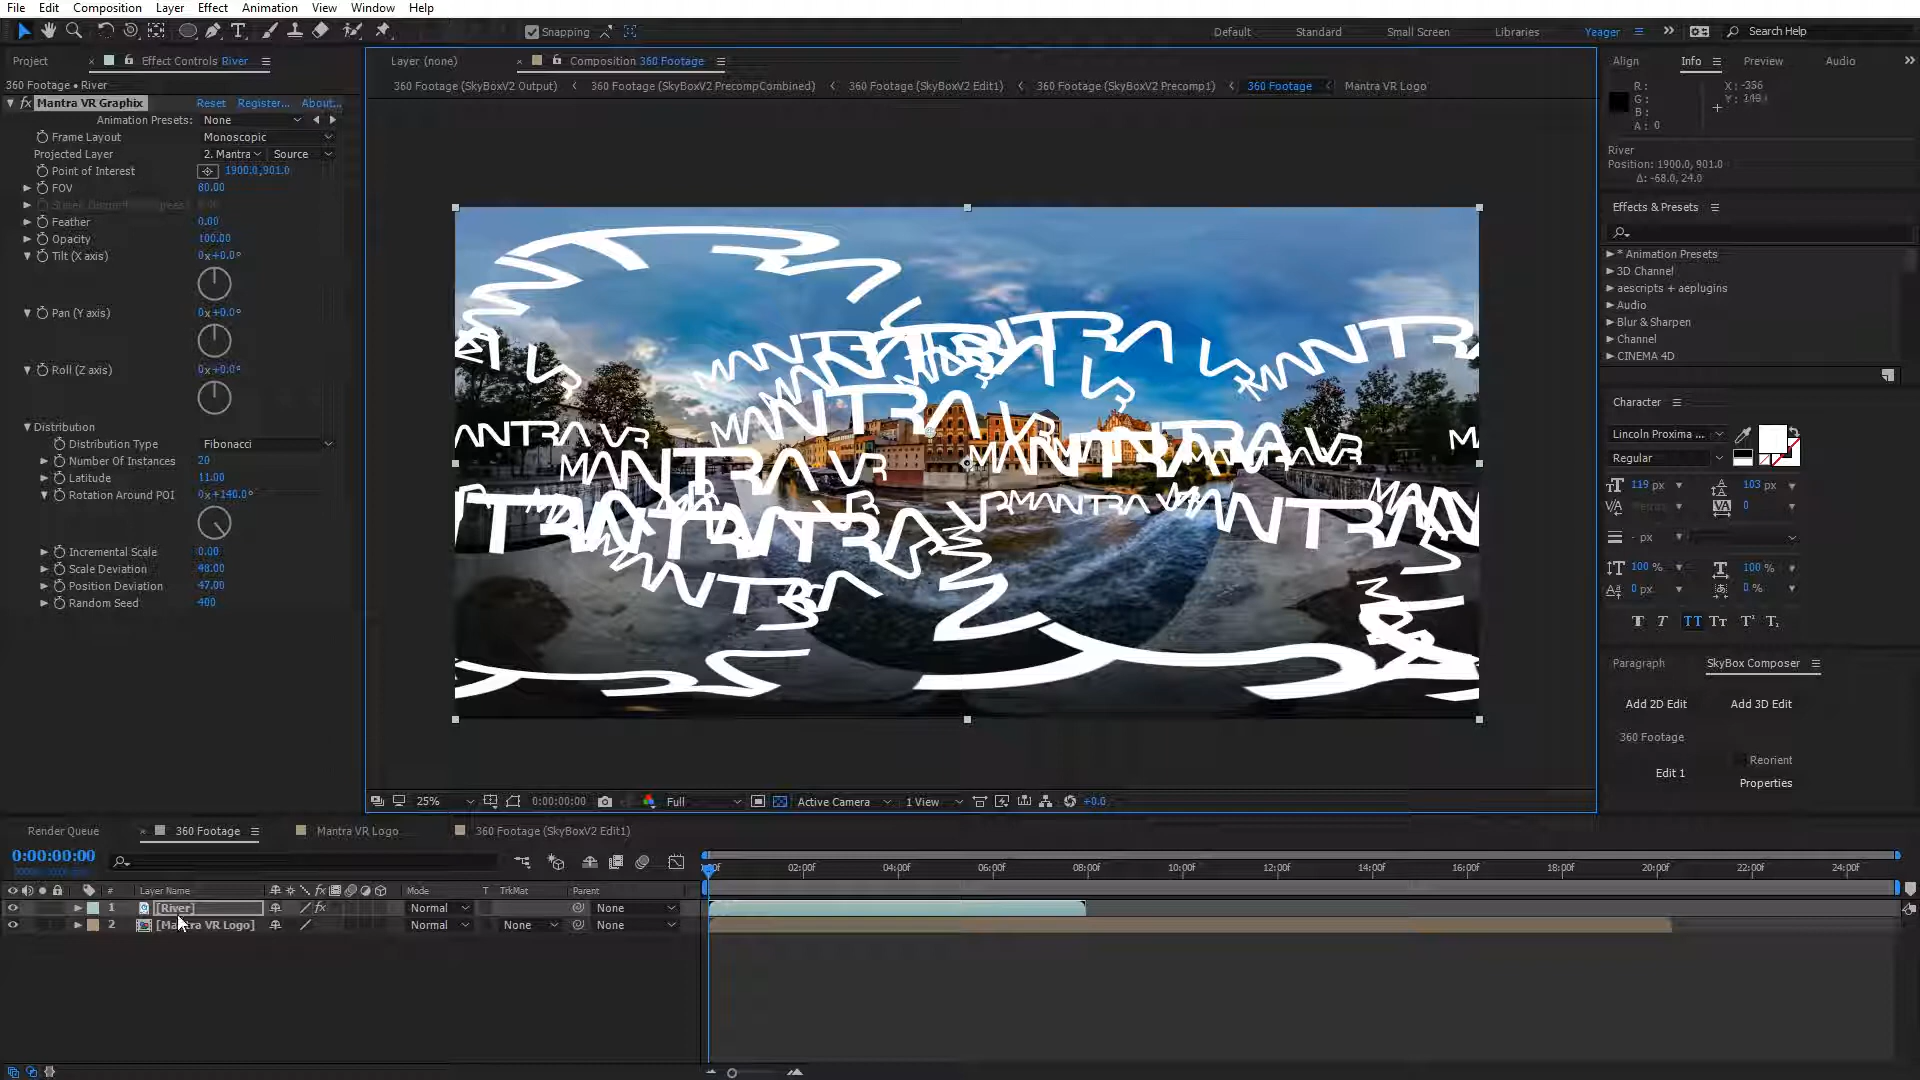 File Edit Composition Layer Effect Animation View Window Help
Snapping
Default Standard Small Screen Libraries Yeager Search Help
Project Effect Controls River
Layer (none) Composition 360 Footage
Align Info Preview Audio
360 Footage • River
360 Footage (SkyBoxV2 Output) 360 Footage (SkyBoxV2 PrecompCombined) 360 Footage (SkyBoxV2 Edit1) 360 Footage (SkyBoxV2 Precomp1) 360 Footage Mantra VR Logo
R : X : -356
G :
B :
A : 0
fx Mantra VR Graphix Reset Register... About...
Animation Presets: None
Frame Layout Monoscopic
Projected Layer 2. Mantra Source
Point of Interest 1900.0,901.0
FOV 80.00
Feather 0.00
Opacity 100.00
Tilt (X axis) 0x+0.0°
Pan (Y axis) 0x+0.0°
Roll (Z axis) 0x+0.0°
Distribution
Distribution Type Fibonacci
Number Of Instances 20
Latitude 11.00
Rotation Around POI 0x+140.0°
Incremental Scale 0.00
Scale Deviation 48.00
Position Deviation 47.00
Random Seed 400
MANTRA VR
River
Position: 1900.0, 901.0
Δ: -68.0, 24.0
Effects & Presets
* Animation Presets
3D Channel
aescripts + aeplugins
Audio
Blur & Sharpen
Channel
CINEMA 4D
Character
Lincoln Proxima ...
Regular
119 px 103 px
0
- px
100 % 100 %
0 px 0 %
T T TT Tт T¹ T₁
Paragraph SkyBox Composer
Add 2D Edit Add 3D Edit
360 Footage
Reorient
Edit 1
Properties
25% 0:00:00:00 Full Active Camera 1 View +0.0
Render Queue 360 Footage Mantra VR Logo 360 Footage (SkyBoxV2 Edit1)
0:00:00:00
02:00f 04:00f 06:00f 08:00f 10:00f 12:00f 14:00f 16:00f 18:00f 20:00f 22:00f 24:00f
# Layer Name fx Mode T TrkMat Parent
1 [River] fx Normal None
2 [Mantra VR Logo] Normal None None